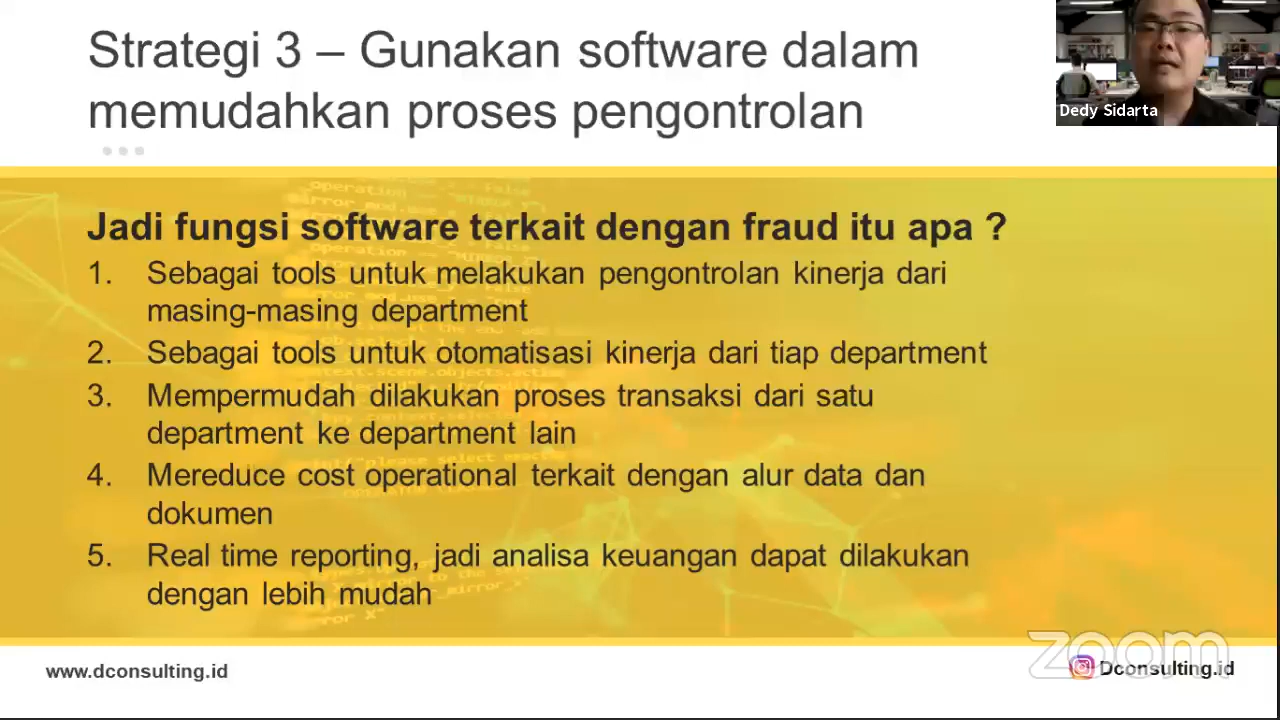 Strategi 3 – Gunakan software dalam
memudahkan proses pengontrolan
Dedy Sidarta
Jadi fungsi software terkait dengan fraud itu apa ?
1. Sebagai tools untuk melakukan pengontrolan kinerja dari
masing-masing department
2. Sebagai tools untuk otomatisasi kinerja dari tiap department
3. Mempermudah dilakukan proses transaksi dari satu
department ke department lain
4. Mereduce cost operational terkait dengan alur data dan
dokumen
5. Real time reporting, jadi analisa keuangan dapat dilakukan
dengan lebih mudah
zoom
www.dconsulting.id
Dconsulting.id